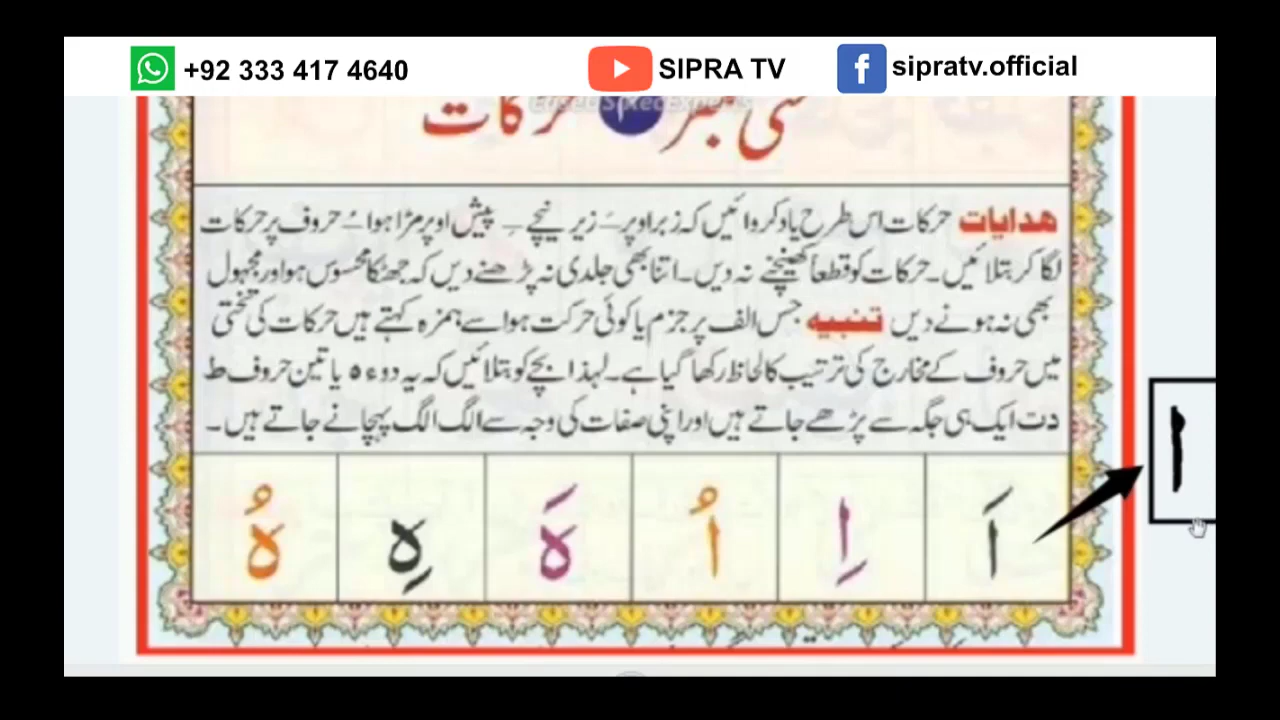 +92 333 417 4640
SIPRA TV
sipratv.official
حرکات
هدایات حرکات اس طرح یاد کروائیں کہ زبر اوپر ـَ زیر نیچے ـِ پیش اوپر مڑا ہوا ـُ حروف پر حرکات
لگا کر بتلائیں۔ حرکات کو قطعاً کھینچنے نہ دیں۔ اتنا بھی جلدی نہ پڑھنے دیں کہ جھٹکا محسوس ہو اور مجہول
بھی نہ ہونے دیں تنبیه جس الف پر جزم یا کوئی حرکت ہو اسے ہمزہ کہتے ہیں حرکات کی تختی
میں حروف کے مخارج کی ترتیب کا لحاظ رکھا گیا ہے۔ لہذا بچے کو بتلائیں کہ یہ دو ء ہ یا تین حروف ط
د ت ایک ہی جگہ سے پڑھے جاتے ہیں اور اپنی صفات کی وجہ سے الگ الگ پہچانے جاتے ہیں۔
اَ اِ اُ هَ هِ هُ
ا